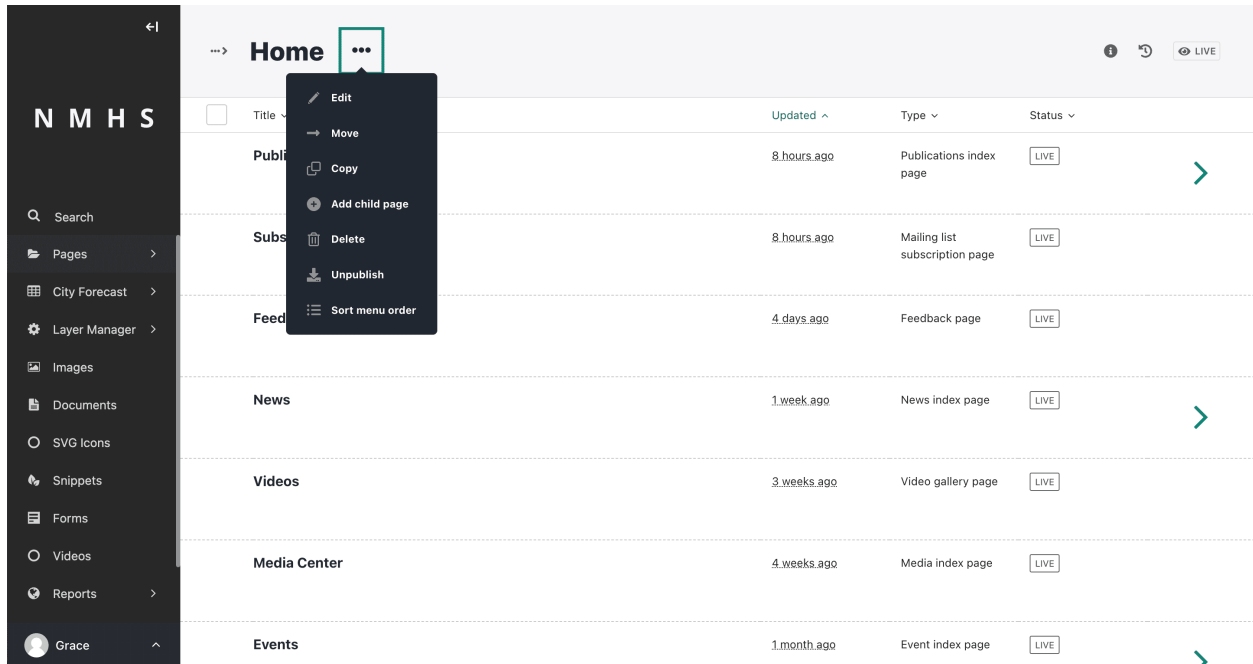 Home
LIVE
N M H S
Search
Pages
City Forecast
Layer Manager
Images
Documents
SVG Icons
Snippets
Forms
Videos
Reports
Grace
Edit
Move
Copy
Add child page
Delete
Unpublish
Sort menu order
Title Updated Type Status
Publi 8 hours ago Publications index LIVE
page
Subs 8 hours ago Mailing list LIVE
subscription page
Feed 4 days ago Feedback page LIVE
News 1 week ago News index page LIVE
Videos 3 weeks ago Video gallery page LIVE
Media Center 4 weeks ago Media index page LIVE
Events 1 month ago Event index page LIVE